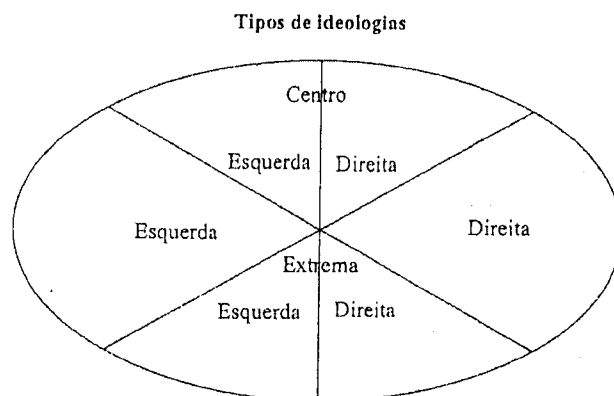 Tipos de ideologias
Centro
Esquerda Direita
Esquerda Direita
Extrema
Esquerda Direita